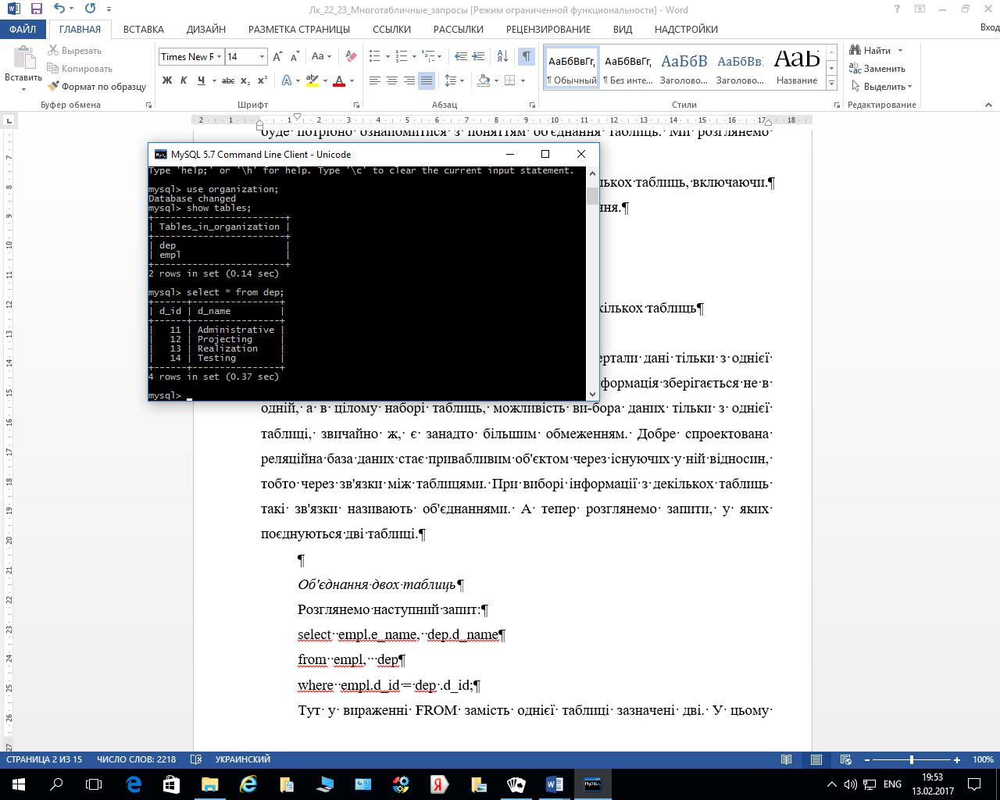 Лк_22_23_Многотабличные_запросы [Режим ограниченной функциональности] - Word
ФАЙЛ ГЛАВНАЯ ВСТАВКА ДИЗАЙН РАЗМЕТКА СТРАНИЦЫ ССЫЛКИ РАССЫЛКИ РЕЦЕНЗИРОВАНИЕ ВИД НАДСТРОЙКИ Вход
Вставить
Вырезать
Копировать
Формат по образцу
Буфер обмена
Times New R 14
Ж К Ч abc x₂ x²
Шрифт
Абзац
АаБбВвГг, АаБбВвГг, АаБбВ АаБбВв: АаЬ
¶ Обычный ¶ Без инте... Заголово... Заголово... Название
Стили
Найти
Заменить
Выделить
Редактирование
2 1 1 2 3 4 5 6 7 8 9 10 11 12 13 14 15 16 17 18
буде потрібно ознайомитися з поняттям об'єднання таблиць. Ми розглянемо
лькох таблиць, включаючи.¶
ння.¶
кількох таблиць¶
ертали дані тільки з однієї
формація зберігається не в
одній, а в цілому наборі таблиць, можливість ви-бора даних тільки з однієї
таблиці, звичайно ж, є занадто більшим обмеженням. Добре спроектована
реляційна база даних стає привабливим об'єктом через існуючих у ній відносин,
тобто через зв'язки між таблицями. При виборі інформації з декількох таблиць
такі зв'язки називають об'єднаннями. А тепер розглянемо запити, у яких
поєднуються дві таблиці.¶
¶
Об'єднання двох таблиць¶
Розглянемо наступний запит:¶
select empl.e_name, dep.d_name¶
from empl, dep¶
where empl.d_id = dep .d_id;¶
Тут у вираженні FROM замість однієї таблиці зазначені дві. У цьому
MySQL 5.7 Command Line Client - Unicode
Type 'help;' or '\h' for help. Type '\c' to clear the current input statement.
mysql> use organization;
Database changed
mysql> show tables;
+------------------------+
| Tables_in_organization |
+------------------------+
| dep                    |
| empl                   |
+------------------------+
2 rows in set (0.14 sec)
mysql> select * from dep;
+------+----------------+
| d_id | d_name         |
+------+----------------+
|   11 | Administrative |
|   12 | Projecting     |
|   13 | Realization    |
|   14 | Testing        |
+------+----------------+
4 rows in set (0.37 sec)
mysql>
СТРАНИЦА 2 ИЗ 15 ЧИСЛО СЛОВ: 2218 УКРАИНСКИЙ 100%
ENG
19:53
13.02.2017